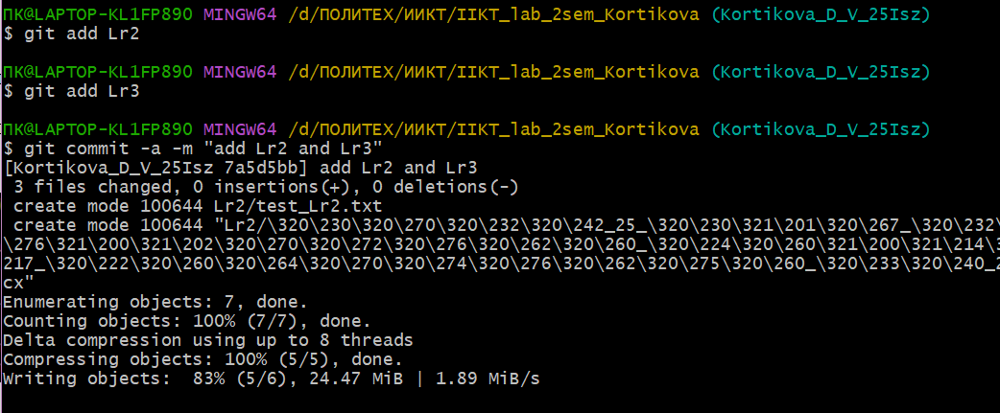 ПК@LAPTOP-KL1FP890 MINGW64 /d/ПОЛИТЕХ/ИИКТ/IIKT_lab_2sem_Kortikova (Kortikova_D_V_25Isz)
$ git add Lr2
ПК@LAPTOP-KL1FP890 MINGW64 /d/ПОЛИТЕХ/ИИКТ/IIKT_lab_2sem_Kortikova (Kortikova_D_V_25Isz)
$ git add Lr3
ПК@LAPTOP-KL1FP890 MINGW64 /d/ПОЛИТЕХ/ИИКТ/IIKT_lab_2sem_Kortikova (Kortikova_D_V_25Isz)
$ git commit -a -m "add Lr2 and Lr3"
[Kortikova_D_V_25Isz 7a5d5bb] add Lr2 and Lr3
3 files changed, 0 insertions(+), 0 deletions(-)
create mode 100644 Lr2/test_Lr2.txt
create mode 100644 "Lr2/\320\230\320\270\320\232\320\242_25_\320\230\321\201\320\267_\320\232\
\276\321\200\321\202\320\270\320\272\320\276\320\262\320\260_\320\224\320\260\321\200\321\214\3
217_\320\222\320\260\320\264\320\270\320\274\320\276\320\262\320\275\320\260_\320\233\320\240_2
cx"
Enumerating objects: 7, done.
Counting objects: 100% (7/7), done.
Delta compression using up to 8 threads
Compressing objects: 100% (5/5), done.
Writing objects:  83% (5/6), 24.47 MiB | 1.89 MiB/s